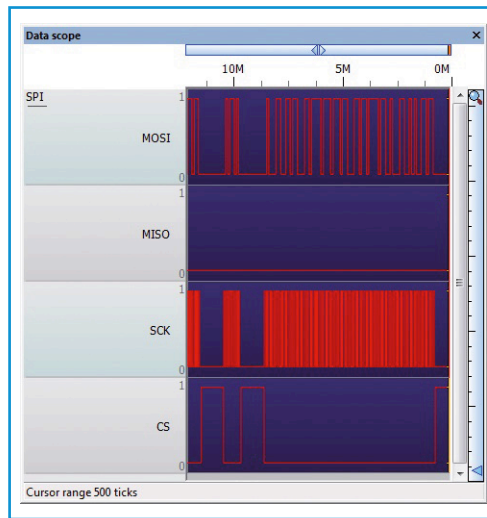 Data scope
10M 5M 0M
SPI
1
MOSI
0
1
MISO
0
1
SCK
0
1
CS
0
Cursor range 500 ticks